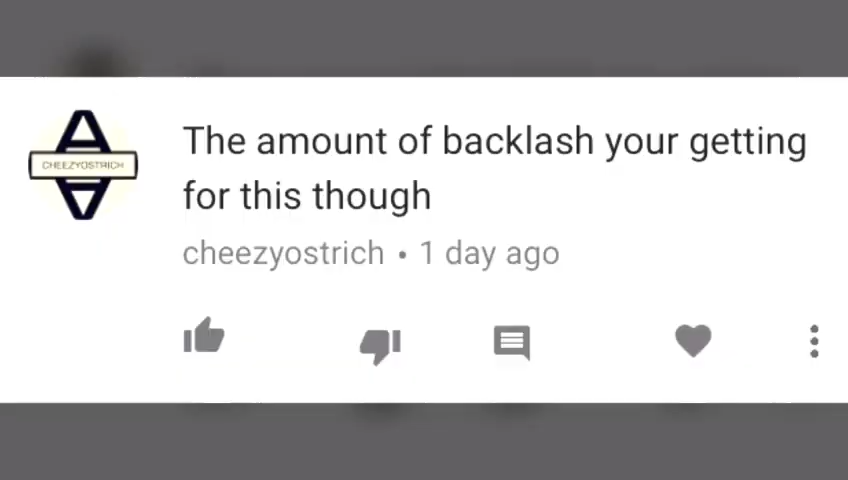 CHEEZYOSTRICH
The amount of backlash your getting
for this though
cheezyostrich • 1 day ago